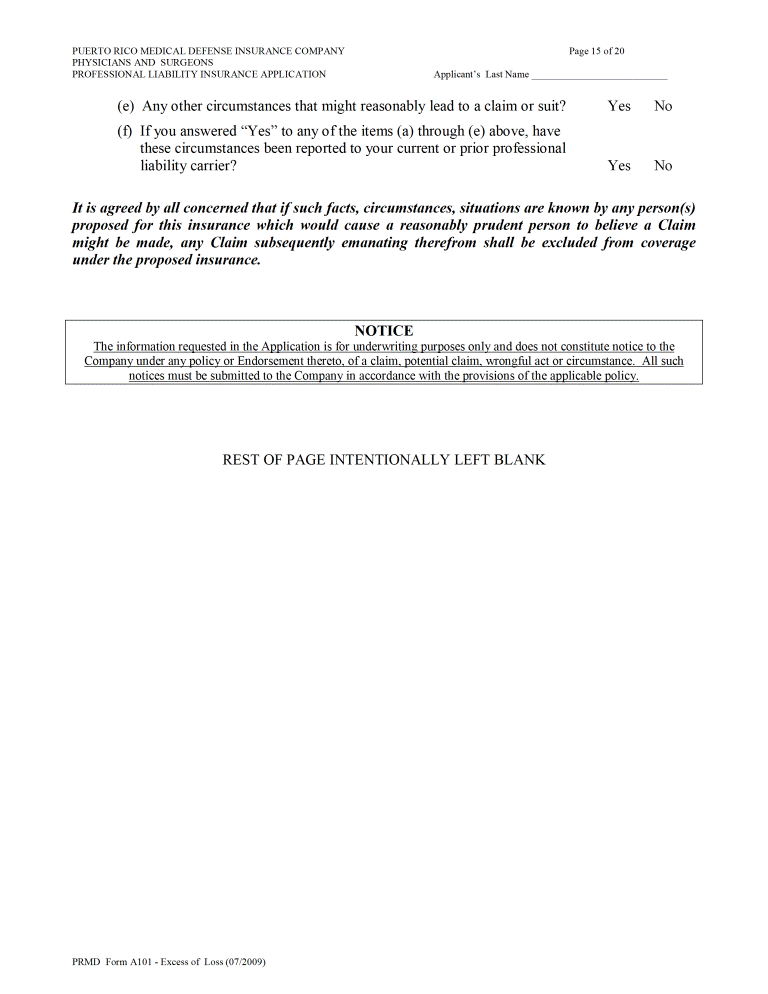 PUERTO RICO MEDICAL DEFENSE INSURANCE COMPANY Page 15 of 20
PHYSICIANS AND SURGEONS
PROFESSIONAL LIABILITY INSURANCE APPLICATION Applicant’s Last Name ___________________________
(e) Any other circumstances that might reasonably lead to a claim or suit? Yes No
(f) If you answered “Yes” to any of the items (a) through (e) above, have
these circumstances been reported to your current or prior professional
liability carrier? Yes No
It is agreed by all concerned that if such facts, circumstances, situations are known by any person(s)
proposed for this insurance which would cause a reasonably prudent person to believe a Claim
might be made, any Claim subsequently emanating therefrom shall be excluded from coverage
under the proposed insurance.
NOTICE
The information requested in the Application is for underwriting purposes only and does not constitute notice to the
Company under any policy or Endorsement thereto, of a claim, potential claim, wrongful act or circumstance. All such
notices must be submitted to the Company in accordance with the provisions of the applicable policy.
REST OF PAGE INTENTIONALLY LEFT BLANK
PRMD Form A101 - Excess of Loss (07/2009)